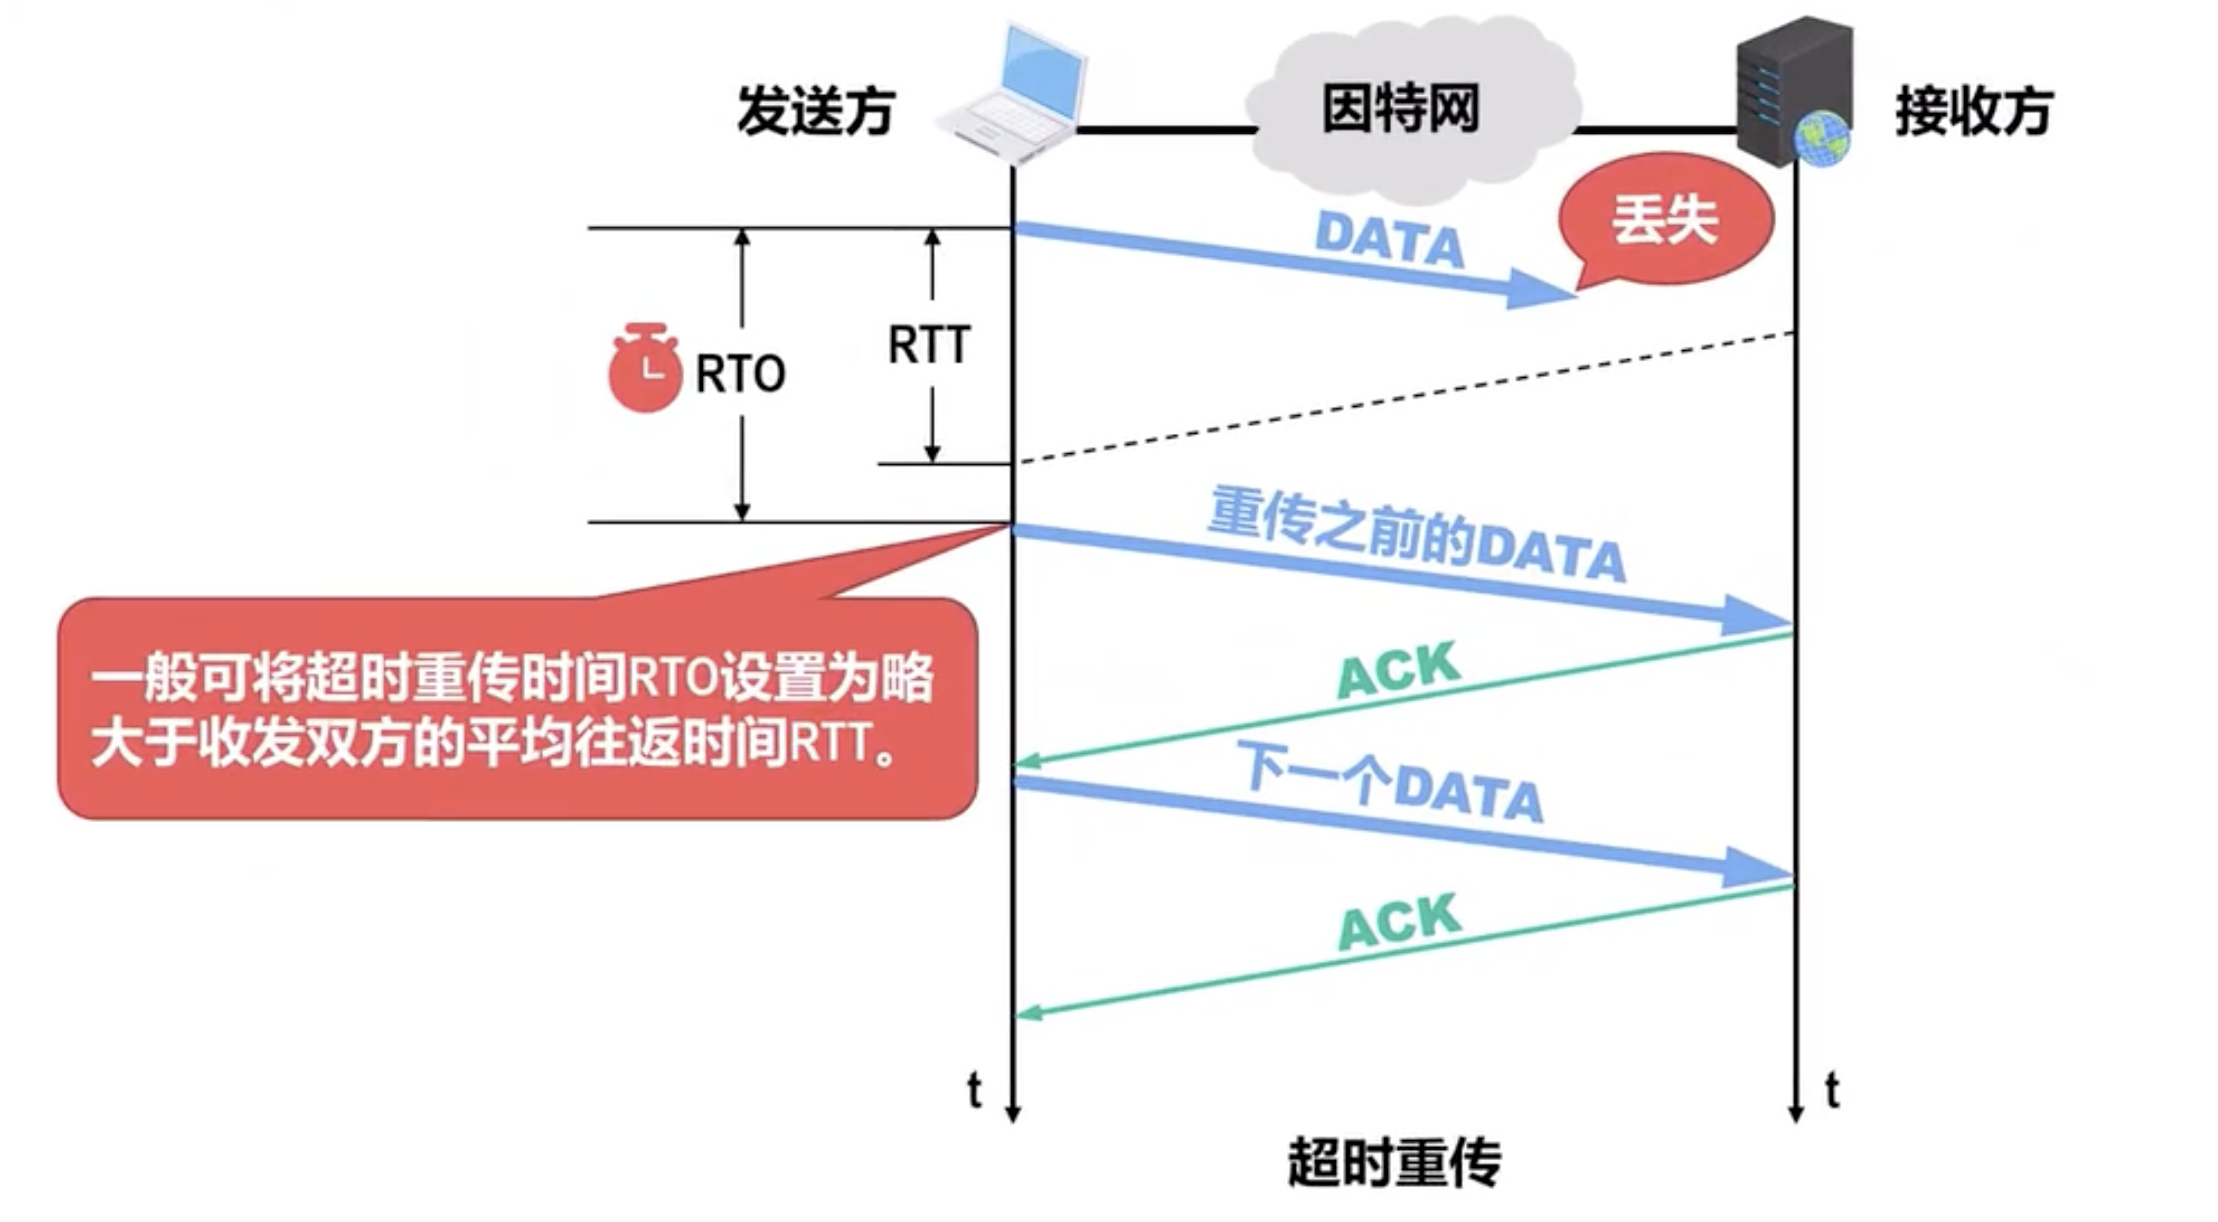 发送方
因特网
接收方
丢失
DATA
RTT
RTO
重传之前的DATA
一般可将超时重传时间RTO设置为略
大于收发双方的平均往返时间RTT。
ACK
下一个DATA
ACK
t
t
超时重传